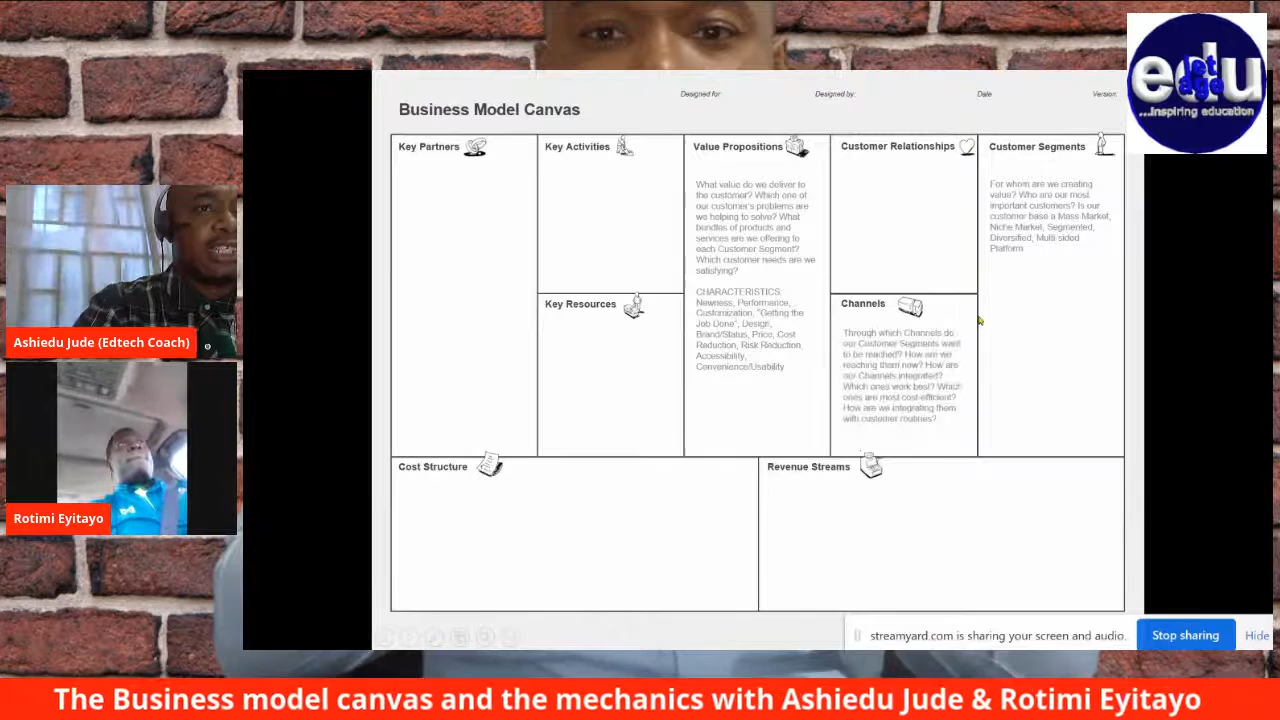 edu
let
age
...inspiring education
Designed for
Designed by:
Date
Version:
Business Model Canvas
Key Partners
Key Activities
Value Propositions
Customer Relationships
Customer Segments
What value do we deliver to
the customer? Which one of
our customer's problems are
we helping to solve? What
bundles of products and
services are we offering to
each Customer Segment?
Which customer needs are we
satisfying?
CHARACTERISTICS:
Newness, Performance,
Customization, "Getting the
Job Done", Design,
Brand/Status, Price, Cost
Reduction, Risk Reduction,
Accessibility,
Convenience/Usability
For whom are we creating
value? Who are our most
important customers? Is our
customer base a Mass Market,
Niche Market, Segmented,
Diversified, Multi-sided
Platform
Key Resources
Channels
Through which Channels do
our Customer Segments want
to be reached? How are we
reaching them now? How are
our Channels integrated?
Which ones work best? Which
ones are most cost-efficient?
How are we integrating them
with customer routines?
Cost Structure
Revenue Streams
Ashiedu Jude (Edtech Coach)
Rotimi Eyitayo
streamyard.com is sharing your screen and audio.
Stop sharing
Hide
The Business model canvas and the mechanics with Ashiedu Jude & Rotimi Eyitayo